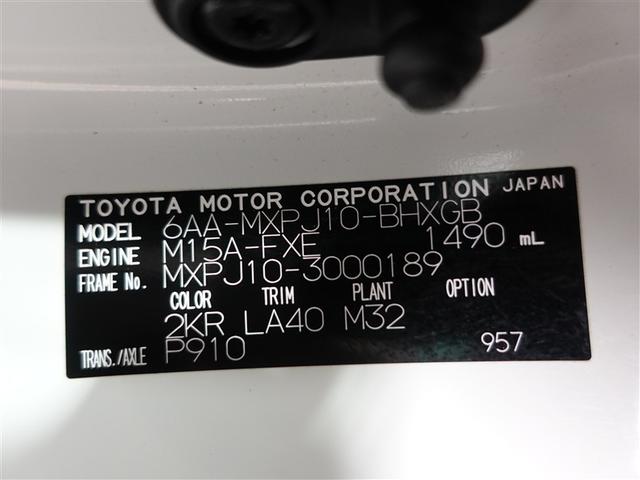 TOYOTA MOTOR CORPORATION JAPAN
MODEL 6AA-MXPJ10-BHXGB
ENGINE M15A-FXE 1490 mL
FRAME No. MXPJ10-3000189
COLOR TRIM PLANT OPTION
2KR LA40 M32
TRANS./AXLE P910 957